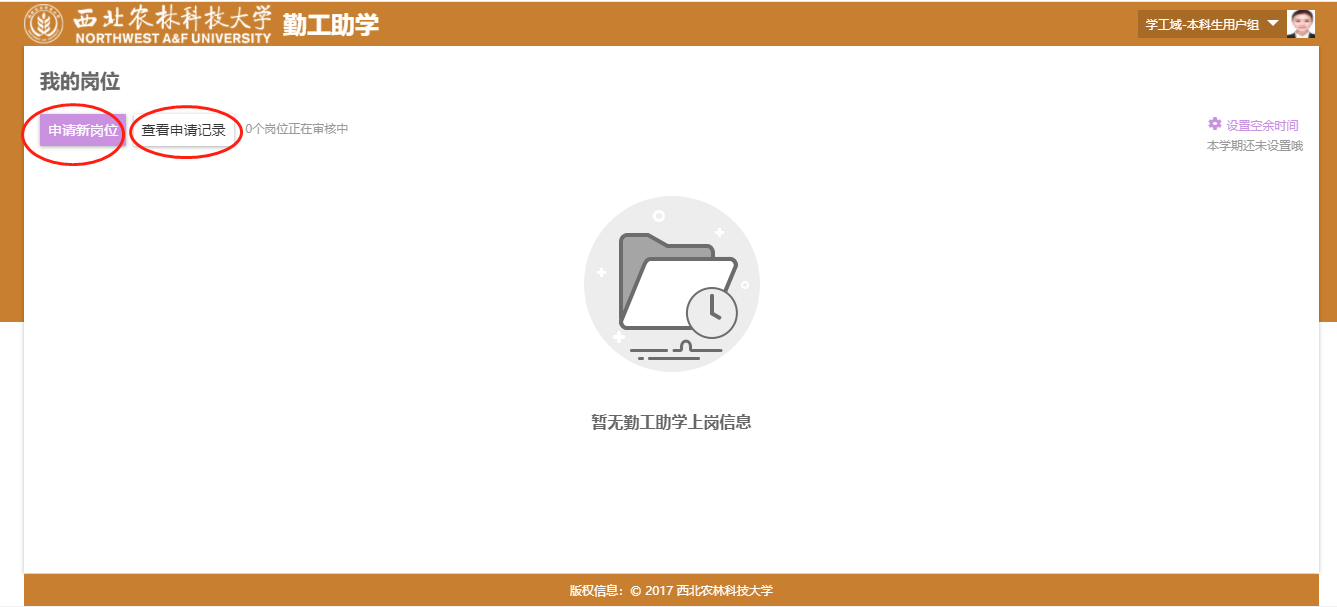 西北农林科技大学
NORTHWEST A&F UNIVERSITY
勤工助学
学工域-本科生用户组
我的岗位
申请新岗位
查看申请记录
0个岗位正在审核中
设置空余时间
本学期还未设置哦
暂无勤工助学上岗信息
版权信息：© 2017 西北农林科技大学